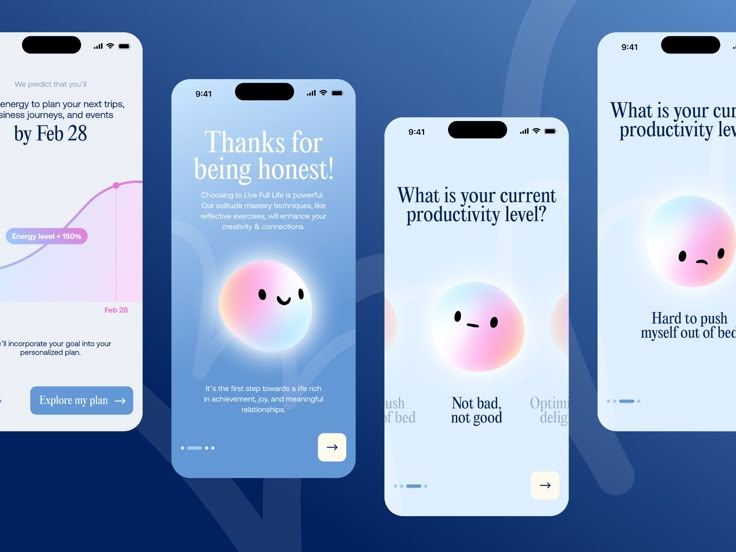 We predict that you'll
energy to plan your next trips,
siness journeys, and events
by Feb 28
Energy level + 150%
Feb 28
'll incorporate your goal into your
personalized plan.
Explore my plan →
9:41
Thanks for
being honest!
Choosing to Live Full Life is powerful.
Our solitude mastery techniques, like
reflective exercises, will enhance your
creativity & connections.
It's the first step towards a life rich
in achievement, joy, and meaningful
relationships.
→
9:41
What is your current
productivity level?
ush
of bed
Not bad,
not good
Optimi
delig
→
9:41
What is your cur
productivity lev
Hard to push
myself out of bed